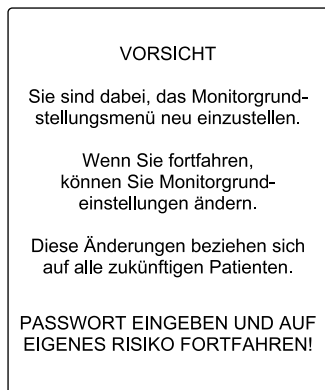 VORSICHT
Sie sind dabei, das Monitorgrund-
stellungsmenü neu einzustellen.
Wenn Sie fortfahren,
können Sie Monitorgrund-
einstellungen ändern.
Diese Änderungen beziehen sich
auf alle zukünftigen Patienten.
PASSWORT EINGEBEN UND AUF
EIGENES RISIKO FORTFAHREN!